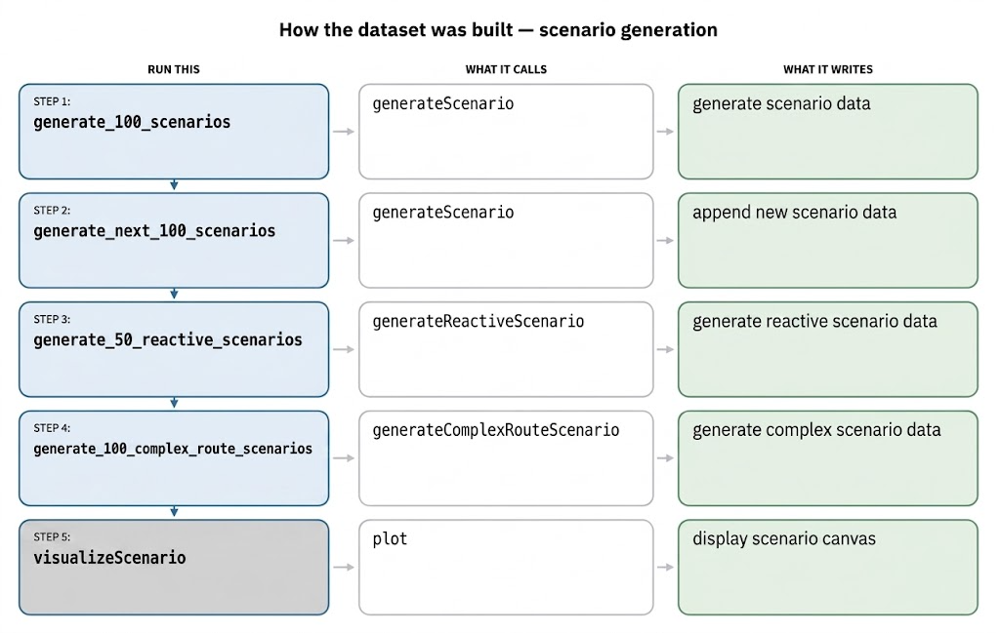 How the dataset was built — scenario generation
RUN THIS
WHAT IT CALLS
WHAT IT WRITES
STEP 1:
generate_100_scenarios
generateScenario
generate scenario data
STEP 2:
generate_next_100_scenarios
generateScenario
append new scenario data
STEP 3:
generate_50_reactive_scenarios
generateReactiveScenario
generate reactive scenario data
STEP 4:
generate_100_complex_route_scenarios
generateComplexRouteScenario
generate complex scenario data
STEP 5:
visualizeScenario
plot
display scenario canvas